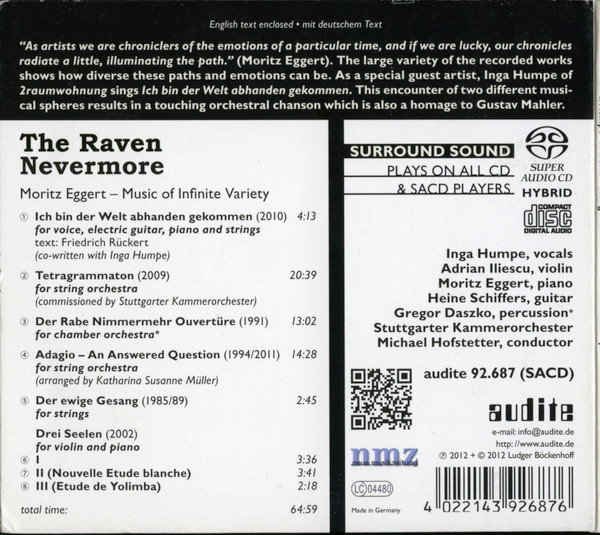 English text enclosed • mit deutschem Text
“As artists we are chroniclers of the emotions of a particular time, and if we are lucky, our chronicles
radiate a little, illuminating the path.” (Moritz Eggert). The large variety of the recorded works
shows how diverse these paths and emotions can be. As a special guest artist, Inga Humpe of
2raumwohnung sings Ich bin der Welt abhanden gekommen. This encounter of two different musi-
cal spheres results in a touching orchestral chanson which is also a homage to Gustav Mahler.
The Raven
Nevermore
Moritz Eggert – Music of Infinite Variety
① Ich bin der Welt abhanden gekommen (2010) 4:13
for voice, electric guitar, piano and strings
text: Friedrich Rückert
(co-written with Inga Humpe)
② Tetragrammaton (2009) 20:39
for string orchestra
(commissioned by Stuttgarter Kammerorchester)
③ Der Rabe Nimmermehr Ouvertüre (1991) 13:02
for chamber orchestra*
④ Adagio – An Answered Question (1994/2011) 14:28
for string orchestra
(arranged by Katharina Susanne Müller)
⑤ Der ewige Gesang (1985/89) 2:45
for strings
Drei Seelen (2002)
for violin and piano
⑥ I 3:36
⑦ II (Nouvelle Etude blanche) 3:41
⑧ III (Etude de Yolimba) 2:18
total time: 64:59
SURROUND SOUND
PLAYS ON ALL CD
& SACD PLAYERS
SUPER
AUDIO CD
HYBRID
COMPACT
disc
DIGITAL AUDIO
Inga Humpe, vocals
Adrian Iliescu, violin
Moritz Eggert, piano
Heine Schiffers, guitar
Gregor Daszko, percussion*
Stuttgarter Kammerorchester
Michael Hofstetter, conductor
audite 92.687 (SACD)
audite
e-mail: info@audite.de
http://www.audite.de
℗ 2012 + © 2012 Ludger Böckenhoff
nmz
neue musikzeitung
LC 04480
Made in Germany
4 022143 926876